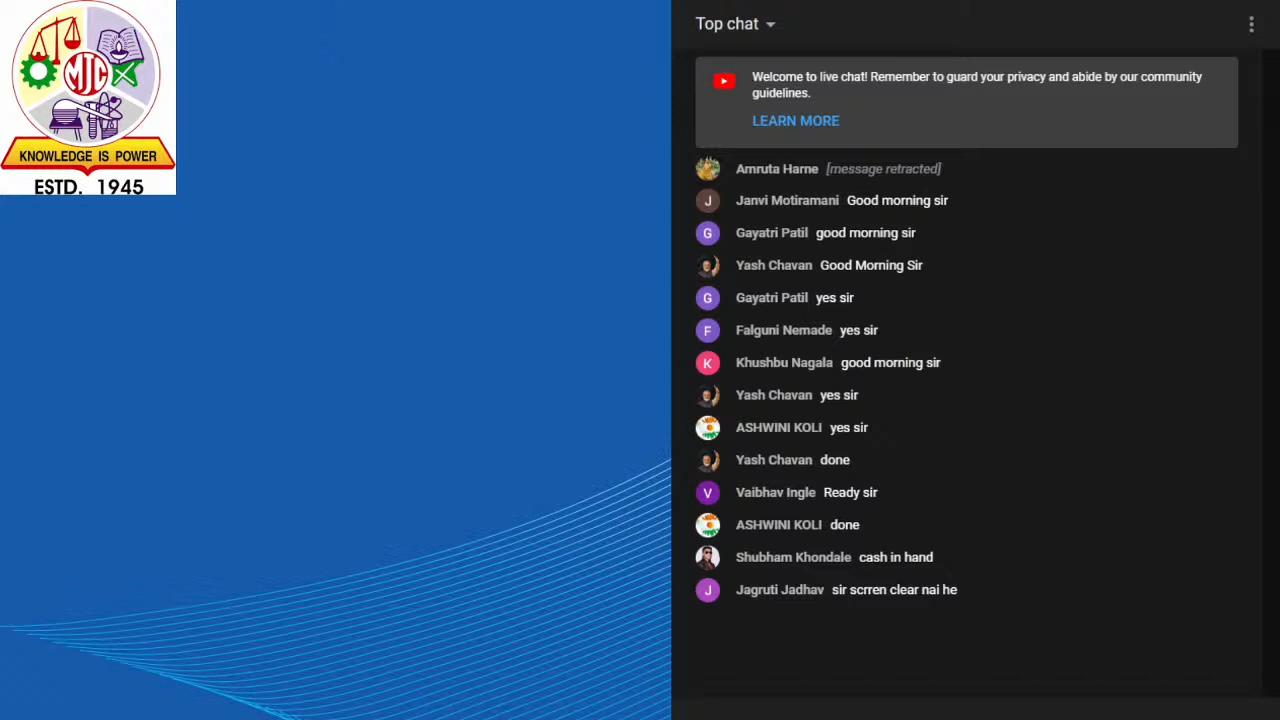 MJC
KNOWLEDGE IS POWER
ESTD. 1945
Top chat
Welcome to live chat! Remember to guard your privacy and abide by our community
guidelines.
LEARN MORE
Amruta Harne [message retracted]
J Janvi Motiramani Good morning sir
G Gayatri Patil good morning sir
Yash Chavan Good Morning Sir
G Gayatri Patil yes sir
F Falguni Nemade yes sir
K Khushbu Nagala good morning sir
Yash Chavan yes sir
ASHWINI KOLI yes sir
Yash Chavan done
V Vaibhav Ingle Ready sir
ASHWINI KOLI done
Shubham Khondale cash in hand
J Jagruti Jadhav sir scrren clear nai he